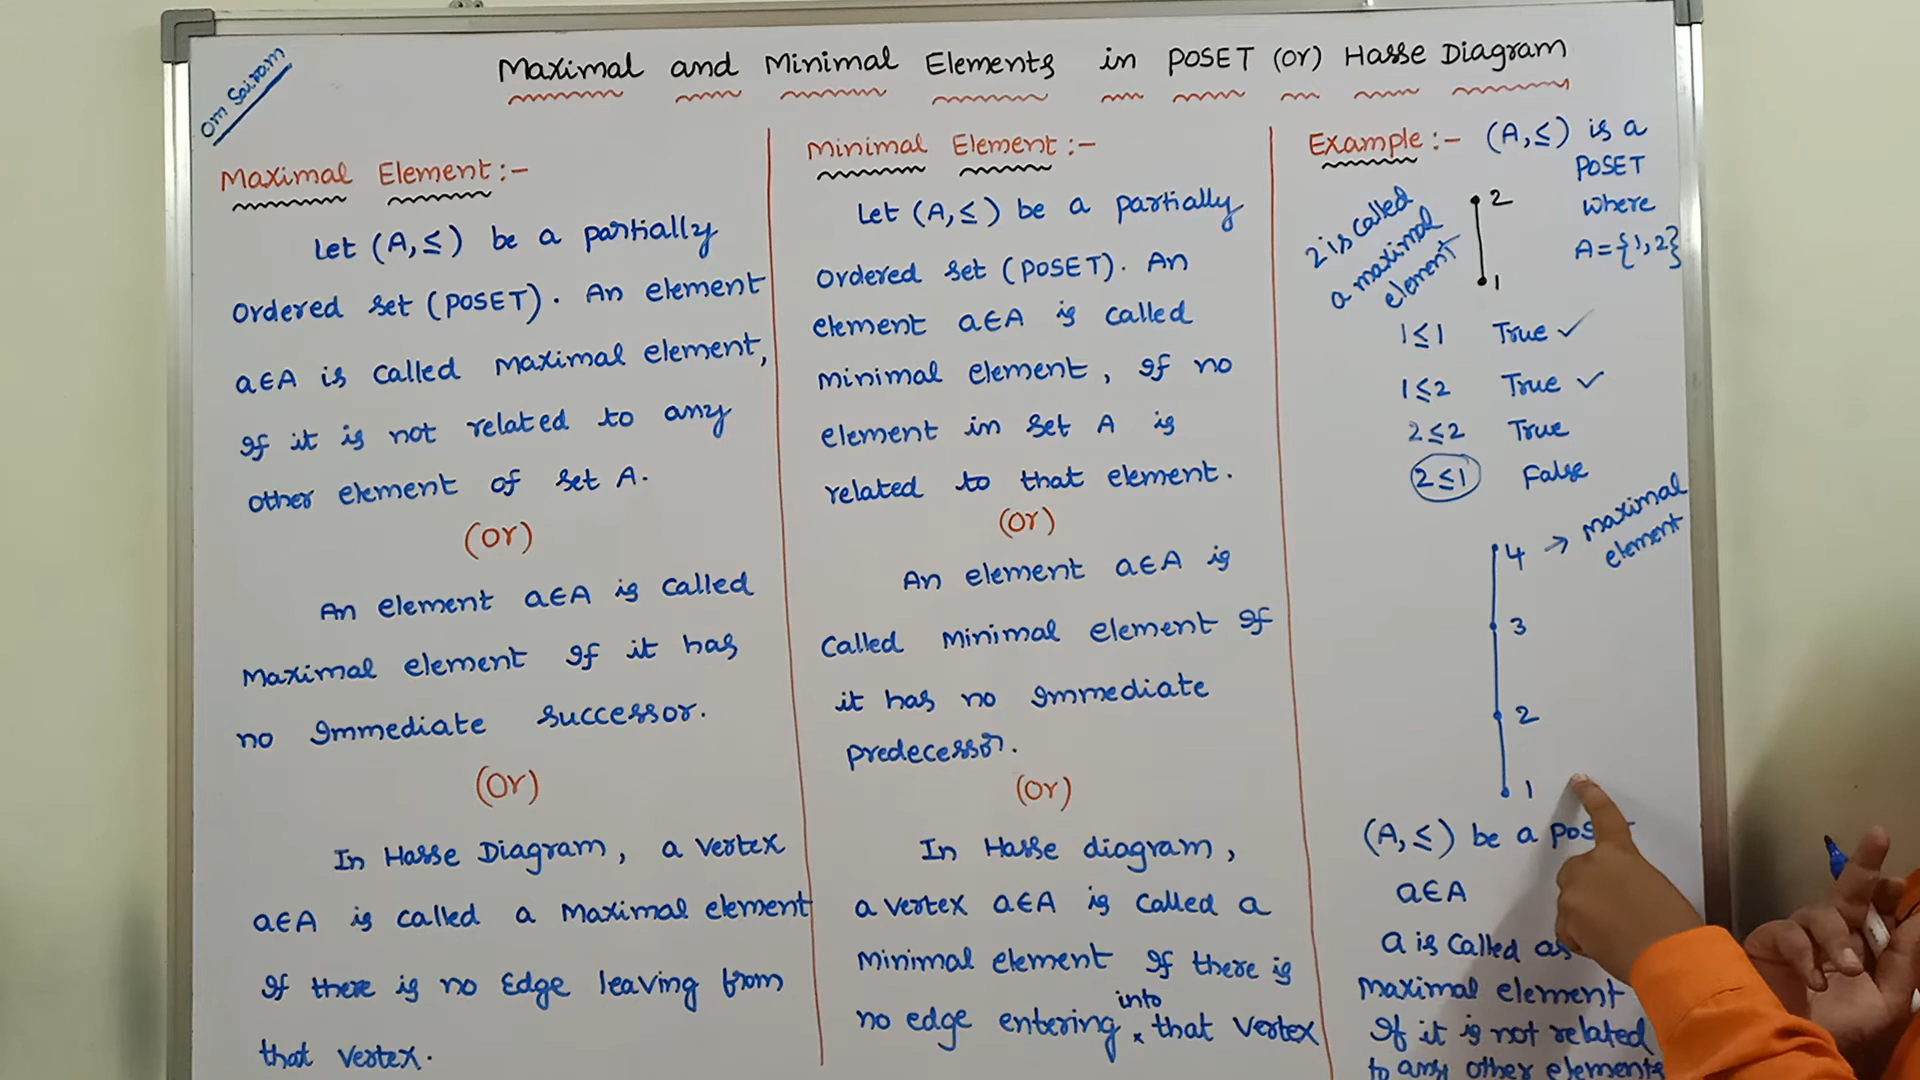 Om Sairam
Maximal and Minimal Elements in POSET (or) Hasse Diagram
Maximal Element :-
Let (A, ≤) be a partially
ordered set (POSET). An element
a∈A is called maximal element,
If it is not related to any
other element of set A.
(or)
An element a∈A is called
Maximal element If it has
no Immediate successor.
(or)
In Hasse Diagram, a vertex
a∈A is called a Maximal element
If there is no Edge leaving from
that vertex.
Minimal Element :-
Let (A, ≤) be a partially
ordered set (POSET). An
element a∈A is called
minimal element, If no
element in set A is
related to that element.
(or)
An element a∈A is
called minimal element If
it has no Immediate
predecessor.
(or)
In Hasse diagram,
a vertex a∈A is called a
minimal element If there is
no edge entering into that vertex
Example :- (A, ≤) is a
POSET
where
A={1,2}
2
1
2 is called
a maximal
element
1≤1 True ✓
1≤2 True ✓
2≤2 True
2≤1 False
4 → Maximal
element
3
2
1
(A, ≤) be a
a∈A
a is called as
maximal element
If it is not related
to any other elements